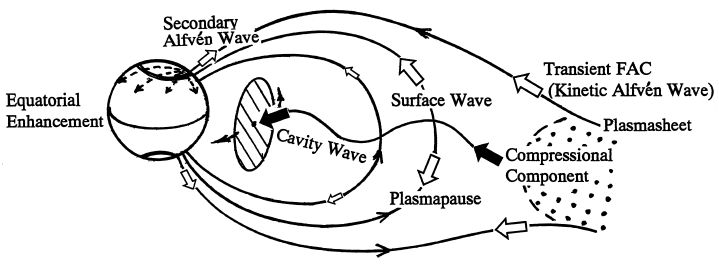 Secondary
Alfvén Wave
Transient FAC
(Kinetic Alfvén Wave)
Equatorial
Enhancement
Surface Wave
Plasmasheet
Cavity Wave
Compressional
Component
Plasmapause